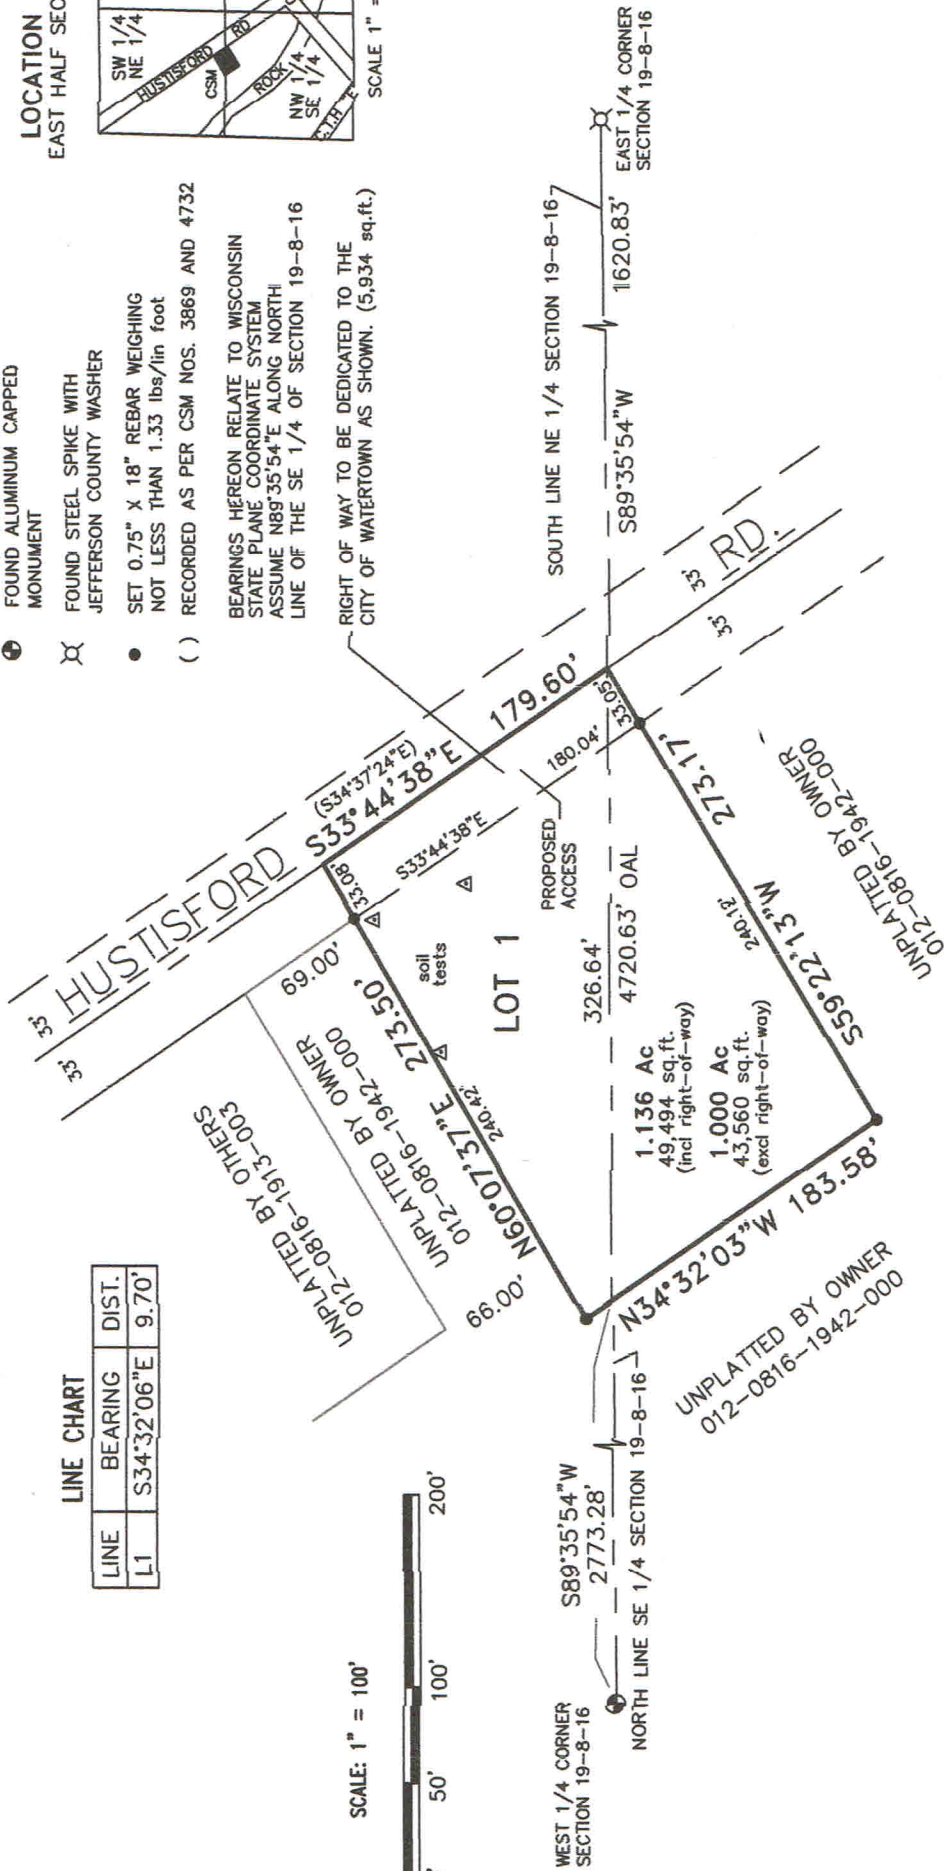 LOCATION
EAST HALF SEC
SW 1/4
NE 1/4
HUSTISFORD RD
CSM
ROCK
NW 1/4
SE 1/4
C.T.H "E"
SCALE 1" =
FOUND ALUMINUM CAPPED
MONUMENT
FOUND STEEL SPIKE WITH
JEFFERSON COUNTY WASHER
SET 0.75" X 18" REBAR WEIGHING
NOT LESS THAN 1.33 lbs/lin foot
( ) RECORDED AS PER CSM NOS. 3869 AND 4732
BEARINGS HEREON RELATE TO WISCONSIN
STATE PLANE COORDINATE SYSTEM
ASSUME N89°35'54"E ALONG NORTH
LINE OF THE SE 1/4 OF SECTION 19-8-16
RIGHT OF WAY TO BE DEDICATED TO THE
CITY OF WATERTOWN AS SHOWN. (5,934 sq.ft.)
LINE CHART
LINE BEARING DIST.
L1 S34°32'06"E 9.70'
SCALE: 1" = 100'
50' 100' 200'
33'
33'
HUSTISFORD RD.
33'
33'
(S34°37'24"E)
S33°44'38"E 179.60'
S33°44'38"E 180.04'
33.08'
33.05'
69.00'
66.00'
UNPLATTED BY OTHERS
012-0816-1913-003
UNPLATTED BY OWNER
012-0816-1942-000
N60°07'37"E 273.50'
240.42'
soil
tests
LOT 1
PROPOSED
ACCESS
326.64'
4720.63' OAL
1.136 Ac
49,494 sq.ft.
(incl right-of-way)
1.000 Ac
43,560 sq.ft.
(excl right-of-way)
273.17'
240.12'
S59°22'13"W
UNPLATTED BY OWNER
012-0816-1942-000
N34°32'03"W 183.58'
UNPLATTED BY OWNER
012-0816-1942-000
SOUTH LINE NE 1/4 SECTION 19-8-16
S89°35'54"W 1620.83'
EAST 1/4 CORNER
SECTION 19-8-16
WEST 1/4 CORNER
SECTION 19-8-16
S89°35'54"W
2773.28'
NORTH LINE SE 1/4 SECTION 19-8-16